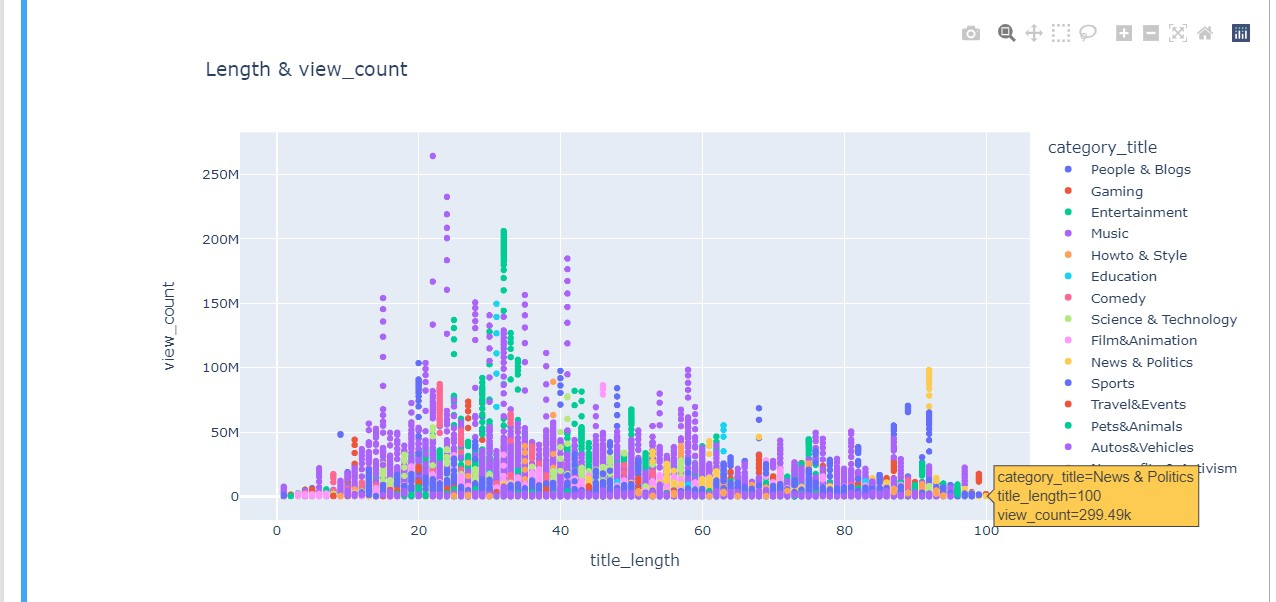 Length & view_count
250M
200M
150M
100M
50M
0
view_count
0
20
40
60
80
100
title_length
category_title
People & Blogs
Gaming
Entertainment
Music
Howto & Style
Education
Comedy
Science & Technology
Film&Animation
News & Politics
Sports
Travel&Events
Pets&Animals
Autos&Vehicles
category_title=News & Politics
title_length=100
view_count=299.49k